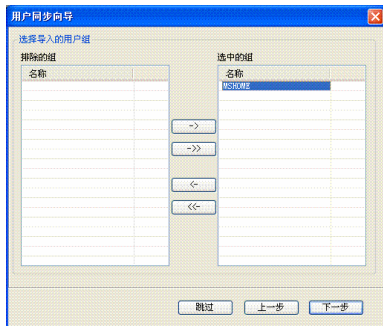 用户同步向导
选择导入的用户组
排除的组
选中的组
名称
名称
MSHOME
->
->>
<-
<<-
跳过
上一步
下一步